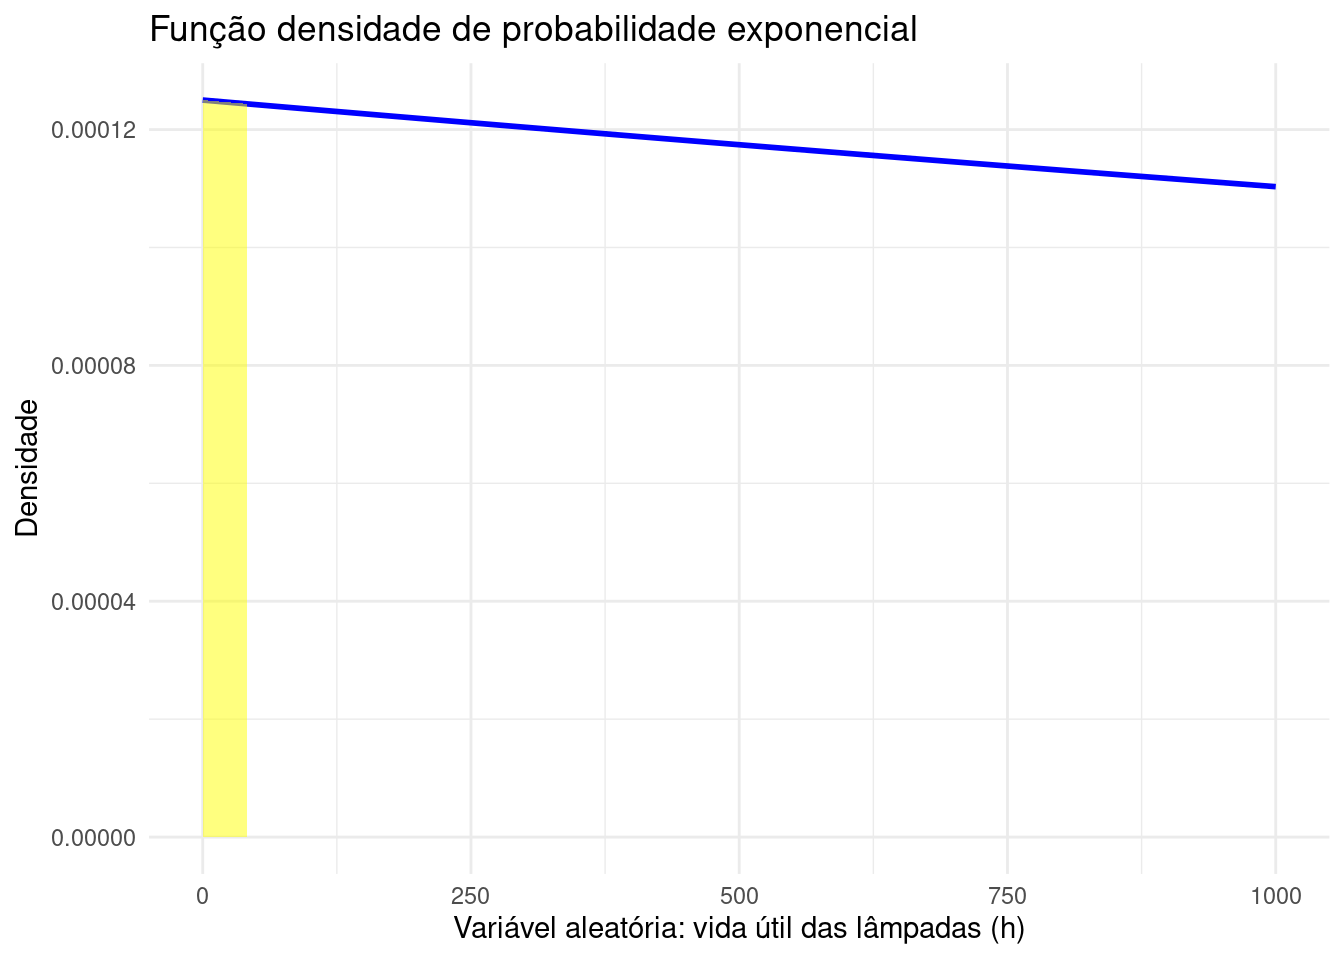 Função densidade de probabilidade exponencial
0.00012
0.00008
0.00004
0.00000
Densidade
0 250 500 750 1000
Variável aleatória: vida útil das lâmpadas (h)